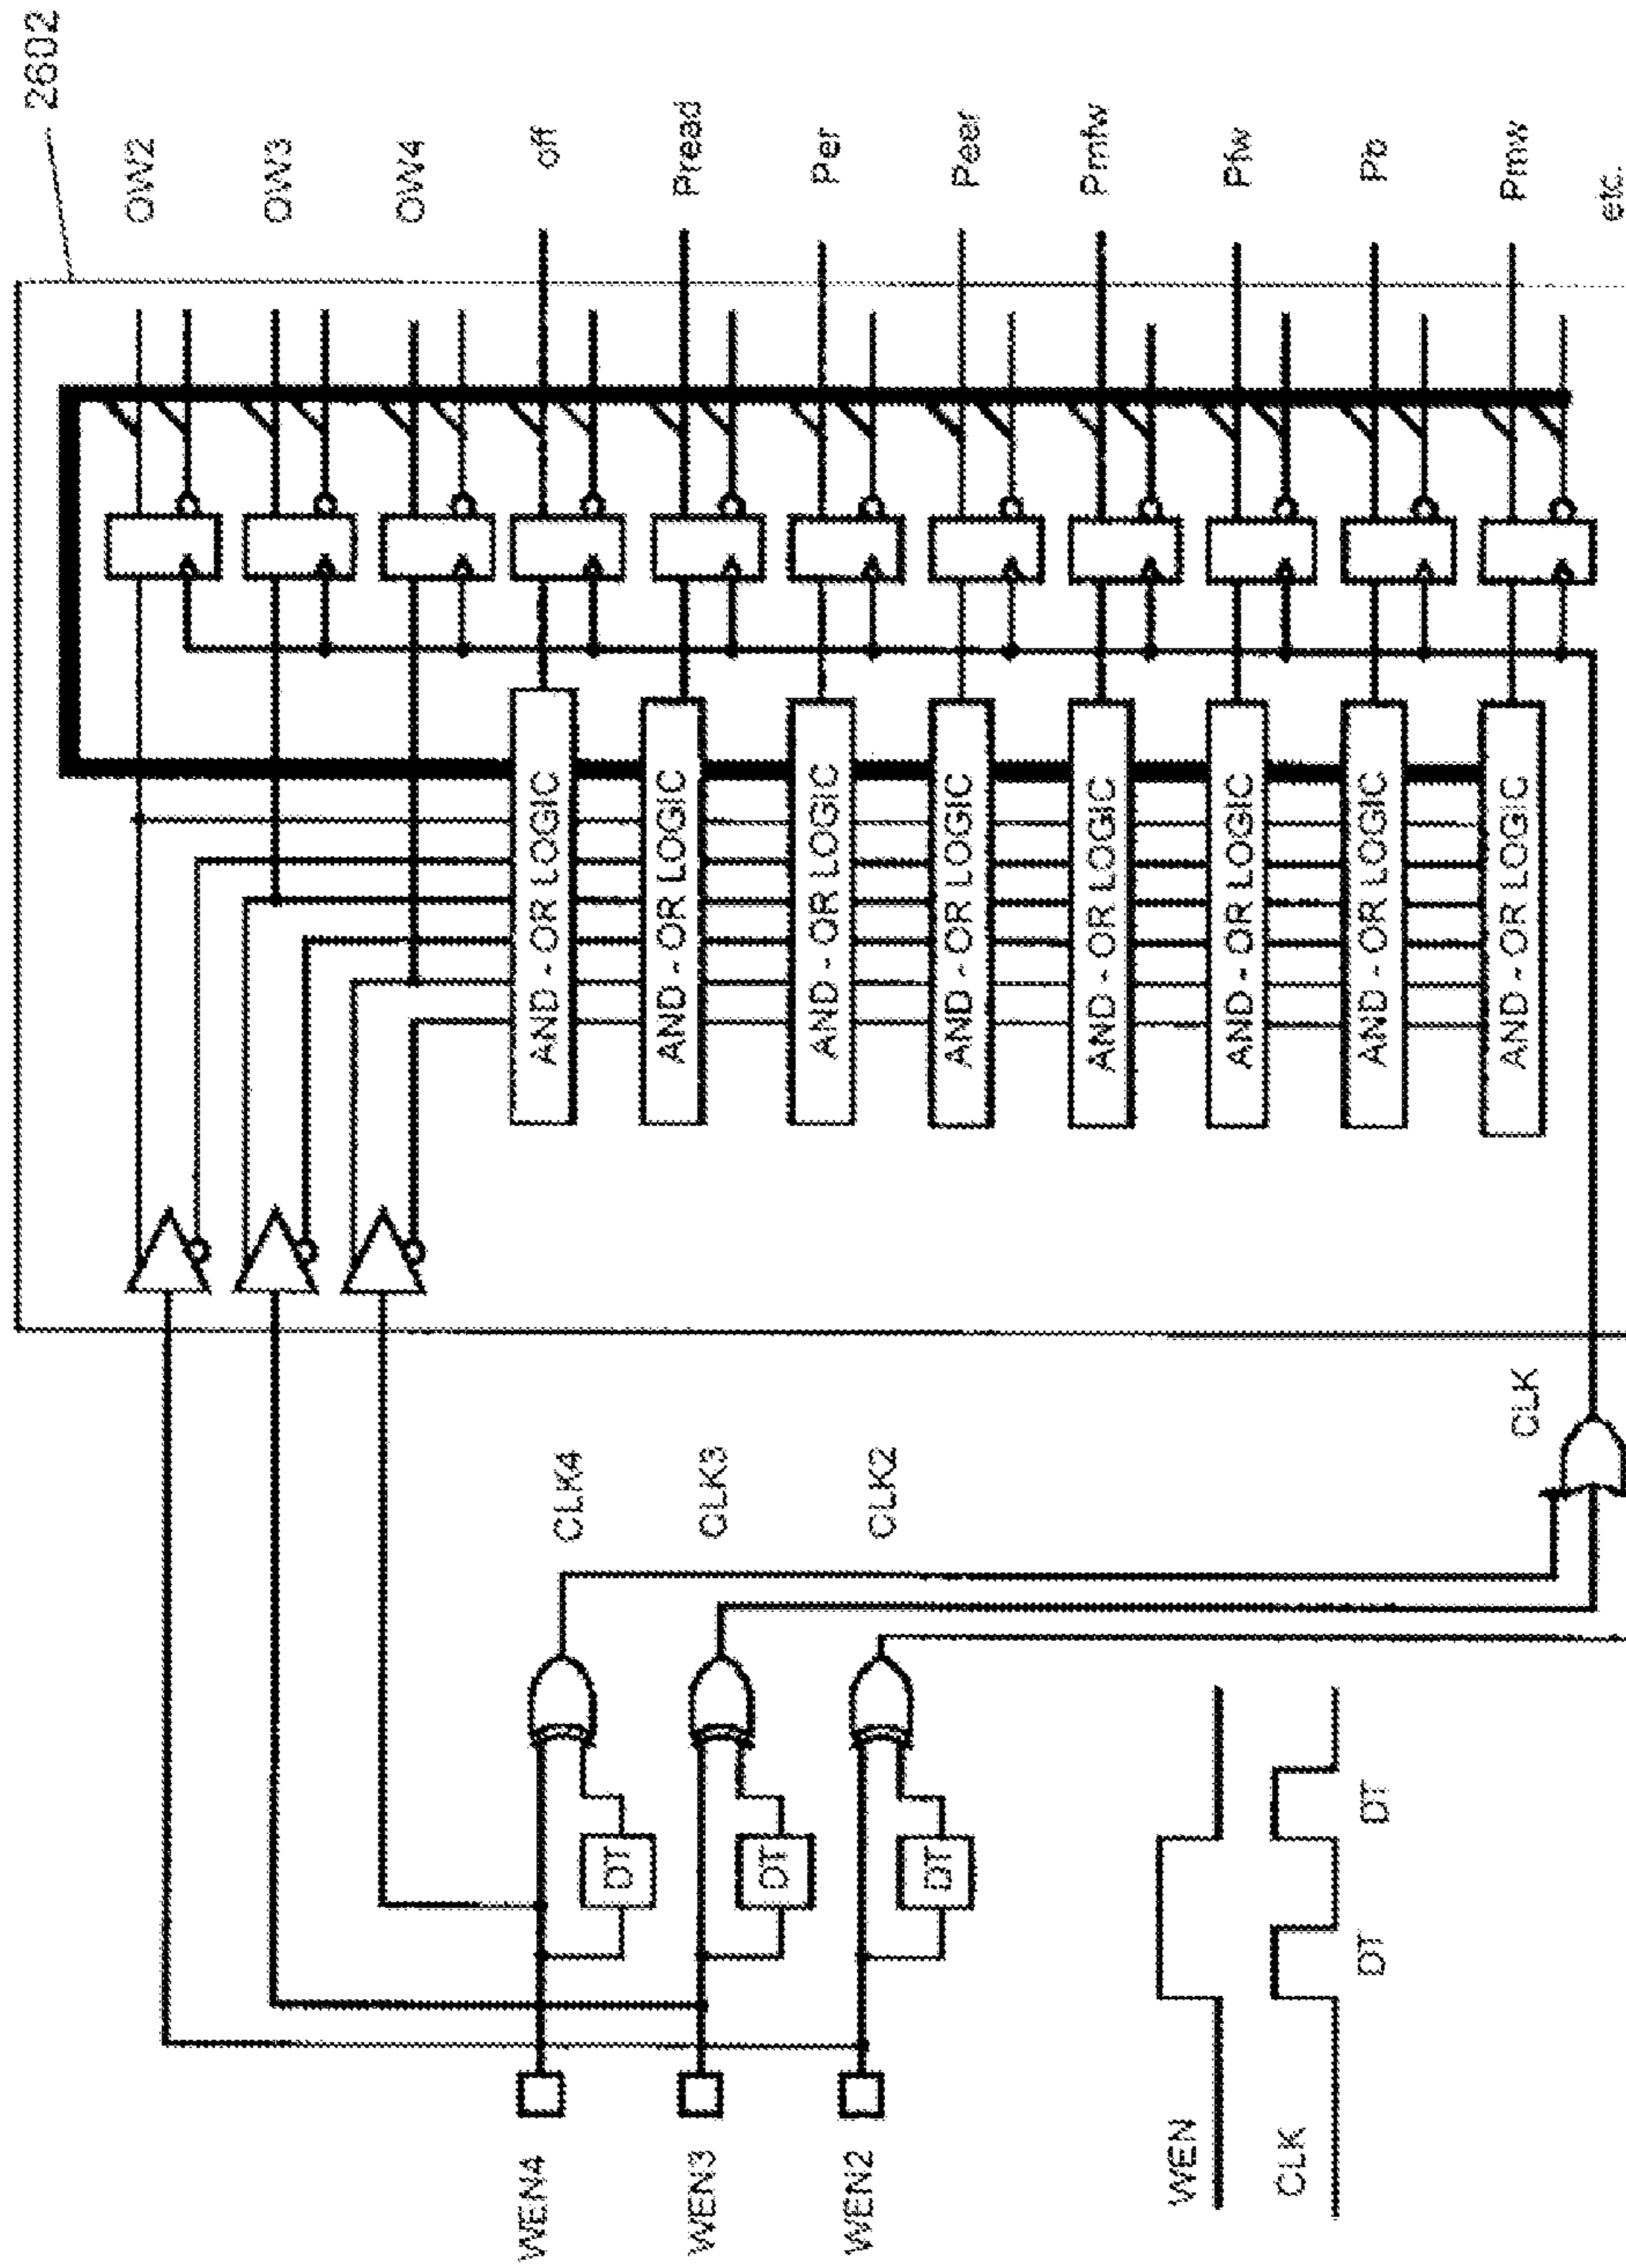 2602
OW2
OW3
OW4
off
Pread
Per
Peer
Pmfw
Pfw
Pp
Pmw
etc.
AND - OR LOGIC
AND - OR LOGIC
AND - OR LOGIC
AND - OR LOGIC
AND - OR LOGIC
AND - OR LOGIC
AND - OR LOGIC
AND - OR LOGIC
CLK
CLK4
CLK3
CLK2
DT
DT
DT
WEN4
WEN3
WEN2
WEN
CLK
DT
DT